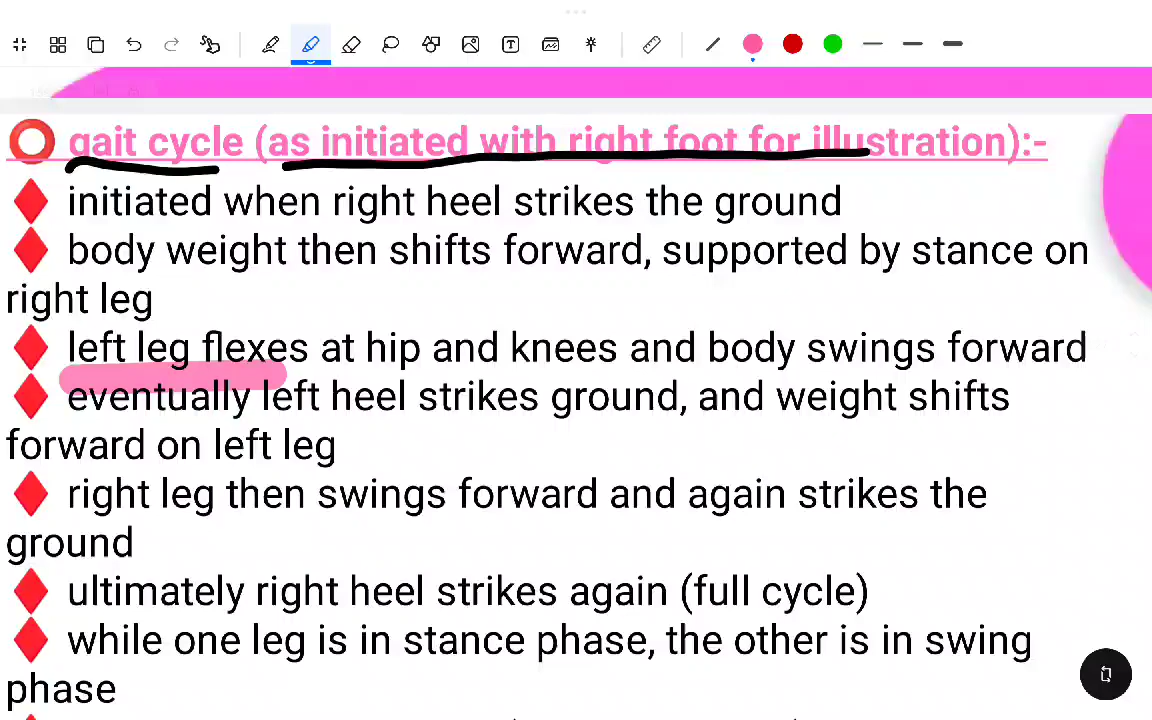 gait cycle (as initiated with right foot for illustration):-
initiated when right heel strikes the ground
body weight then shifts forward, supported by stance on
right leg
left leg flexes at hip and knees and body swings forward
eventually left heel strikes ground, and weight shifts
forward on left leg
right leg then swings forward and again strikes the
ground
ultimately right heel strikes again (full cycle)
while one leg is in stance phase, the other is in swing
phase